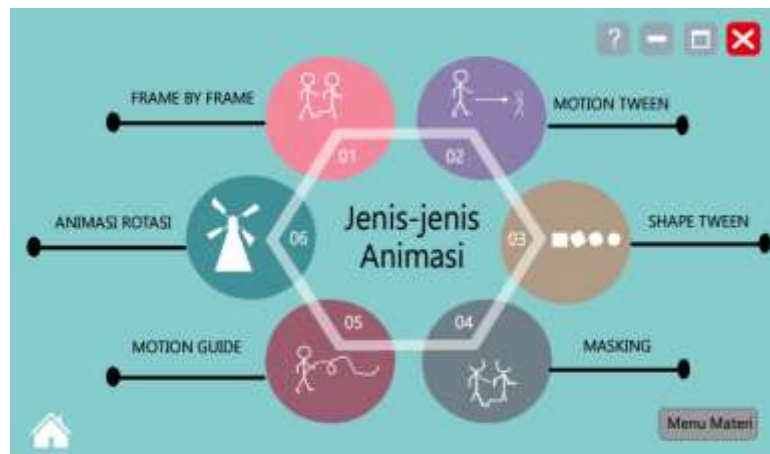 ?
FRAME BY FRAME
MOTION TWEEN
01
02
ANIMASI ROTASI
06
Jenis-jenis
Animasi
03
SHAPE TWEEN
05
04
MOTION GUIDE
MASKING
Menu Materi